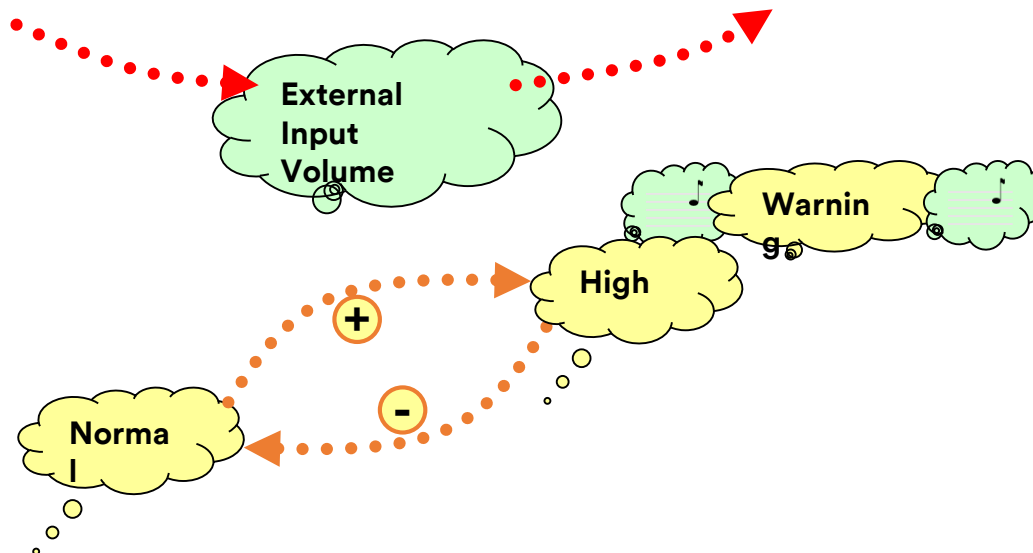 External
Input
Volume
♪
Warnin
g
♪
High
+
-
Norma
l